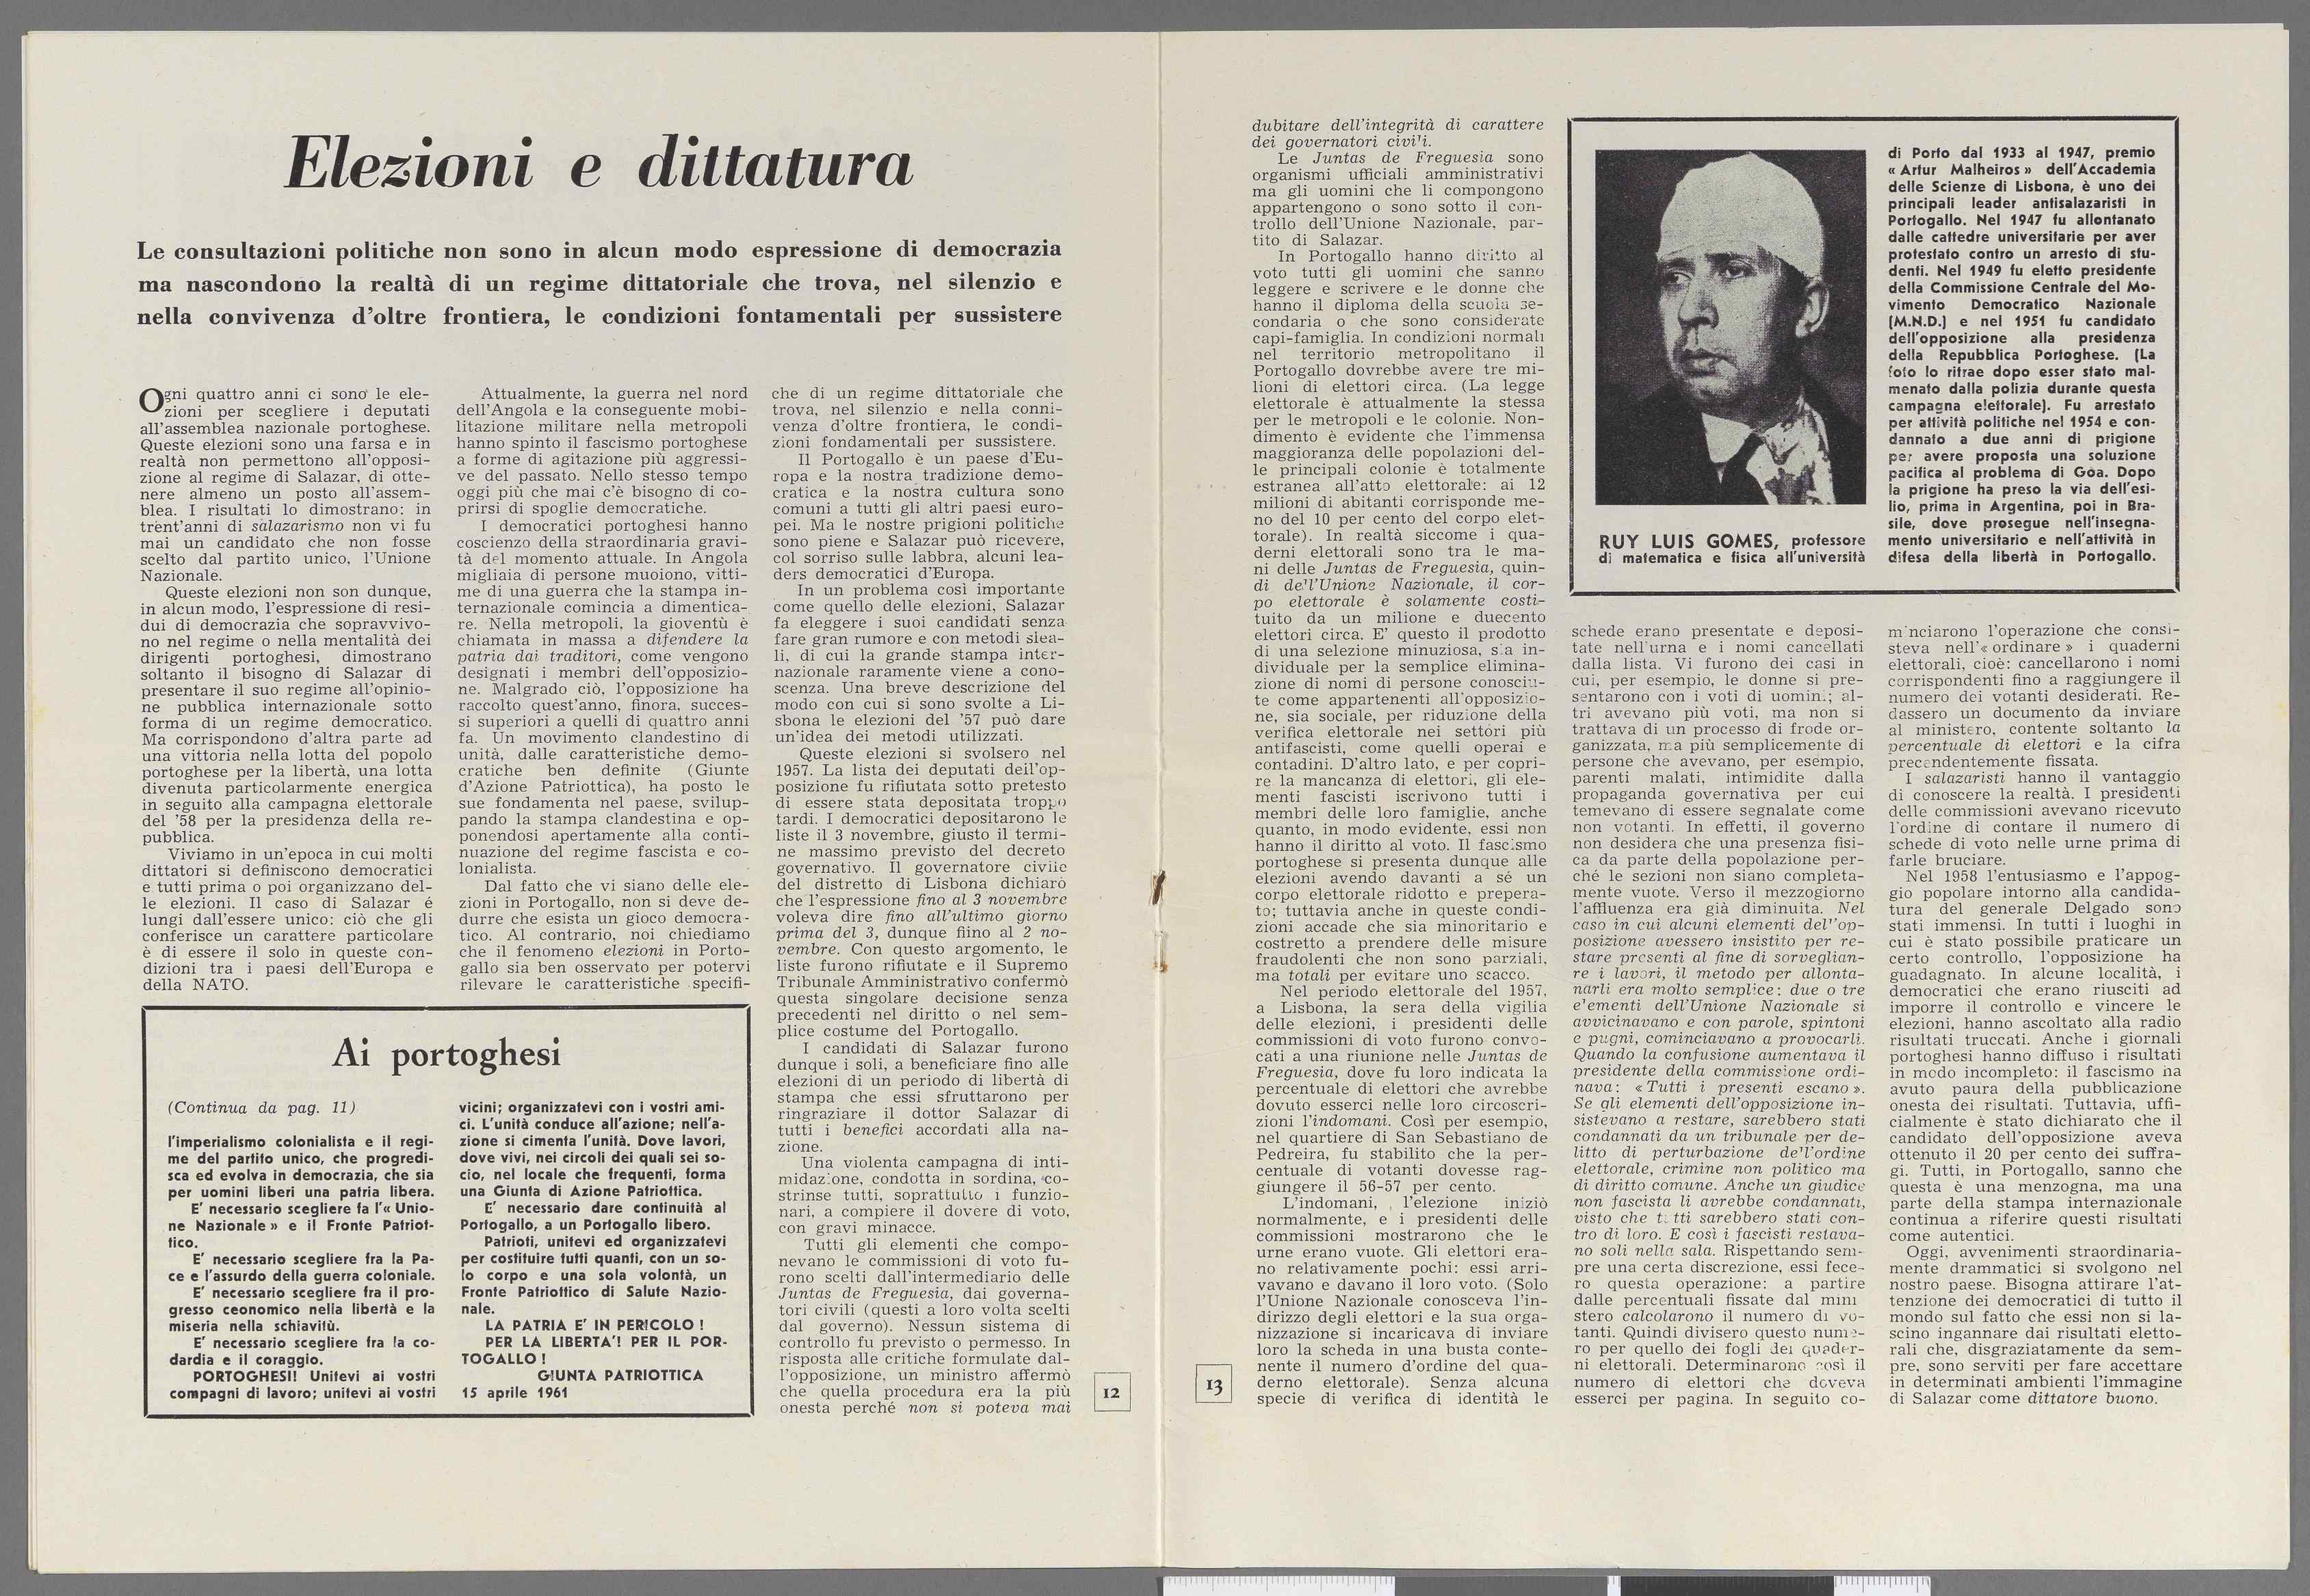 Elezioni e dittatura
Le consultazioni politiche non sono in alcun modo espressione di democrazia
ma nascondono la realtà di un regime dittatoriale che trova, nel silenzio e
nella convivenza d'oltre frontiera, le condizioni fontamentali per sussistere
Ogni quattro anni ci sono le ele-
zioni per scegliere i deputati
all'assemblea nazionale portoghese.
Queste elezioni sono una farsa e in
realtà non permettono all'opposi-
zione al regime di Salazar, di otte-
nere almeno un posto all'assem-
blea. I risultati lo dimostrano: in
trent'anni di salazarismo non vi fu
mai un candidato che non fosse
scelto dal partito unico, l'Unione
Nazionale.
Queste elezioni non son dunque,
in alcun modo, l'espressione di resi-
dui di democrazia che sopravvivo-
no nel regime o nella mentalità dei
dirigenti portoghesi, dimostrano
soltanto il bisogno di Salazar di
presentare il suo regime all'opinio-
ne pubblica internazionale sotto
forma di un regime democratico.
Ma corrispondono d'altra parte ad
una vittoria nella lotta del popolo
portoghese per la libertà, una lotta
divenuta particolarmente energica
in seguito alla campagna elettorale
del '58 per la presidenza della re-
pubblica.
Viviamo in un'epoca in cui molti
dittatori si definiscono democratici
e tutti prima o poi organizzano del-
le elezioni. Il caso di Salazar é
lungi dall'essere unico: ciò che gli
conferisce un carattere particolare
è di essere il solo in queste con-
dizioni tra i paesi dell'Europa e
della NATO.
Attualmente, la guerra nel nord
dell'Angola e la conseguente mobi-
litazione militare nella metropoli
hanno spinto il fascismo portoghese
a forme di agitazione più aggressi-
ve del passato. Nello stesso tempo
oggi più che mai c'è bisogno di co-
prirsi di spoglie democratiche.
I democratici portoghesi hanno
coscienzo della straordinaria gravi-
tà del momento attuale. In Angola
migliaia di persone muoiono, vitti-
me di una guerra che la stampa in-
ternazionale comincia a dimentica-
re. Nella metropoli, la gioventù è
chiamata in massa a difendere la
patria dai traditori, come vengono
designati i membri dell'opposizio-
ne. Malgrado ciò, l'opposizione ha
raccolto quest'anno, finora, succes-
si superiori a quelli di quattro anni
fa. Un movimento clandestino di
unità, dalle caratteristiche demo-
cratiche ben definite (Giunte
d'Azione Patriottica), ha posto le
sue fondamenta nel paese, svilup-
pando la stampa clandestina e op-
ponendosi apertamente alla conti-
nuazione del regime fascista e co-
lonialista.
Dal fatto che vi siano delle ele-
zioni in Portogallo, non si deve de-
durre che esista un gioco democra-
tico. Al contrario, noi chiediamo
che il fenomeno elezioni in Porto-
gallo sia ben osservato per potervi
rilevare le caratteristiche specifi-
che di un regime dittatoriale che
trova, nel silenzio e nella conni-
venza d'oltre frontiera, le condi-
zioni fondamentali per sussistere.
Il Portogallo è un paese d'Eu-
ropa e la nostra tradizione demo-
cratica e la nostra cultura sono
comuni a tutti gli altri paesi euro-
pei. Ma le nostre prigioni politiche
sono piene e Salazar può ricevere,
col sorriso sulle labbra, alcuni lea-
ders democratici d'Europa.
In un problema così importante
come quello delle elezioni, Salazar
fa eleggere i suoi candidati senza
fare gran rumore e con metodi slea-
li, di cui la grande stampa inter-
nazionale raramente viene a cono-
scenza. Una breve descrizione del
modo con cui si sono svolte a Li-
sbona le elezioni del '57 può dare
un'idea dei metodi utilizzati.
Queste elezioni si svolsero nel
1957. La lista dei deputati dell'op-
posizione fu rifiutata sotto pretesto
di essere stata depositata troppo
tardi. I democratici depositarono le
liste il 3 novembre, giusto il termi-
ne massimo previsto del decreto
governativo. Il governatore civile
del distretto di Lisbona dichiarò
che l'espressione fino al 3 novembre
voleva dire fino all'ultimo giorno
prima del 3, dunque fiino al 2 no-
vembre. Con questo argomento, le
liste furono rifiutate e il Supremo
Tribunale Amministrativo confermò
questa singolare decisione senza
precedenti nel diritto o nel sem-
plice costume del Portogallo.
I candidati di Salazar furono
dunque i soli, a beneficiare fino alle
elezioni di un periodo di libertà di
stampa che essi sfruttarono per
ringraziare il dottor Salazar di
tutti i benefici accordati alla na-
zione.
Una violenta campagna di inti-
midazione, condotta in sordina, co-
strinse tutti, soprattutto i funzio-
nari, a compiere il dovere di voto,
con gravi minacce.
Tutti gli elementi che compo-
nevano le commissioni di voto fu-
rono scelti dall'intermediario delle
Juntas de Freguesia, dai governa-
tori civili (questi a loro volta scelti
dal governo). Nessun sistema di
controllo fu previsto o permesso. In
risposta alle critiche formulate dal-
l'opposizione, un ministro affermò
che quella procedura era la più
onesta perché non si poteva mai
Ai portoghesi
(Continua da pag. 11)
l'imperialismo colonialista e il regi-
me del partito unico, che progredi-
sca ed evolva in democrazia, che sia
per uomini liberi una patria libera.
E' necessario scegliere fa l'« Unio-
ne Nazionale » e il Fronte Patriot-
tico.
E' necessario scegliere fra la Pa-
ce e l'assurdo della guerra coloniale.
E' necessario scegliere fra il pro-
gresso ceonomico nella libertà e la
miseria nella schiavitù.
E' necessario scegliere fra la co-
dardia e il coraggio.
PORTOGHESI! Unitevi ai vostri
compagni di lavoro; unitevi ai vostri
vicini; organizzatevi con i vostri ami-
ci. L'unità conduce all'azione; nell'a-
zione si cimenta l'unità. Dove lavori,
dove vivi, nei circoli dei quali sei so-
cio, nel locale che frequenti, forma
una Giunta di Azione Patriottica.
E' necessario dare continuità al
Portogallo, a un Portogallo libero.
Patrioti, unitevi ed organizzatevi
per costituire tutti quanti, con un so-
lo corpo e una sola volontà, un
Fronte Patriottico di Salute Nazio-
nale.
LA PATRIA E' IN PERICOLO !
PER LA LIBERTA'! PER IL POR-
TOGALLO !
GIUNTA PATRIOTTICA
15 aprile 1961
12
dubitare dell'integrità di carattere
dei governatori civili.
Le Juntas de Freguesia sono
organismi ufficiali amministrativi
ma gli uomini che li compongono
appartengono o sono sotto il con-
trollo dell'Unione Nazionale, par-
tito di Salazar.
In Portogallo hanno diritto al
voto tutti gli uomini che sanno
leggere e scrivere e le donne che
hanno il diploma della scuola se-
condaria o che sono considerate
capi-famiglia. In condizioni normali
nel territorio metropolitano il
Portogallo dovrebbe avere tre mi-
lioni di elettori circa. (La legge
elettorale è attualmente la stessa
per le metropoli e le colonie. Non-
dimento è evidente che l'immensa
maggioranza delle popolazioni del-
le principali colonie è totalmente
estranea all'atto elettorale: ai 12
milioni di abitanti corrisponde me-
no del 10 per cento del corpo elet-
torale). In realtà siccome i qua-
derni elettorali sono tra le ma-
ni delle Juntas de Freguesia, quin-
di dell'Unione Nazionale, il cor-
po elettorale è solamente costi-
tuito da un milione e duecento
elettori circa. E' questo il prodotto
di una selezione minuziosa, sia in-
dividuale per la semplice elimina-
zione di nomi di persone conosciu-
te come appartenenti all'opposizio-
ne, sia sociale, per riduzione della
verifica elettorale nei settori più
antifascisti, come quelli operai e
contadini. D'altro lato, e per copri-
re la mancanza di elettori, gli ele-
menti fascisti iscrivono tutti i
membri delle loro famiglie, anche
quanto, in modo evidente, essi non
hanno il diritto al voto. Il fascismo
portoghese si presenta dunque alle
elezioni avendo davanti a sé un
corpo elettorale ridotto e prepera-
to; tuttavia anche in queste condi-
zioni accade che sia minoritario e
costretto a prendere delle misure
fraudolenti che non sono parziali,
ma totali per evitare uno scacco.
Nel periodo elettorale del 1957,
a Lisbona, la sera della vigilia
delle elezioni, i presidenti delle
commissioni di voto furono convo-
cati a una riunione nelle Juntas de
Freguesia, dove fu loro indicata la
percentuale di elettori che avrebbe
dovuto esserci nelle loro circoscri-
zioni l'indomani. Così per esempio,
nel quartiere di San Sebastiano de
Pedreira, fu stabilito che la per-
centuale di votanti dovesse rag-
giungere il 56-57 per cento.
L'indomani, l'elezione iniziò
normalmente, e i presidenti delle
commissioni mostrarono che le
urne erano vuote. Gli elettori era-
no relativamente pochi: essi arri-
vavano e davano il loro voto. (Solo
l'Unione Nazionale conosceva l'in-
dirizzo degli elettori e la sua orga-
nizzazione si incaricava di inviare
loro la scheda in una busta conte-
nente il numero d'ordine del qua-
derno elettorale). Senza alcuna
specie di verifica di identità le
RUY LUIS GOMES, professore
di matematica e fisica all'università
di Porto dal 1933 al 1947, premio
« Artur Malheiros » dell'Accademia
delle Scienze di Lisbona, è uno dei
principali leader antisalazaristi in
Portogallo. Nel 1947 fu allontanato
dalle cattedre universitarie per aver
protestato contro un arresto di stu-
denti. Nel 1949 fu eletto presidente
della Commissione Centrale del Mo-
vimento Democratico Nazionale
(M.N.D.) e nel 1951 fu candidato
dell'opposizione alla presidenza
della Repubblica Portoghese. (La
foto lo ritrae dopo esser stato mal-
menato dalla polizia durante questa
campagna elettorale). Fu arrestato
per attività politiche nel 1954 e con-
dannato a due anni di prigione
per avere proposta una soluzione
pacifica al problema di Goa. Dopo
la prigione ha preso la via dell'esi-
lio, prima in Argentina, poi in Bra-
sile, dove prosegue nell'insegna-
mento universitario e nell'attività in
difesa della libertà in Portogallo.
schede erano presentate e deposi-
tate nell'urna e i nomi cancellati
dalla lista. Vi furono dei casi in
cui, per esempio, le donne si pre-
sentarono con i voti di uomini; al-
tri avevano più voti, ma non si
trattava di un processo di frode or-
ganizzata, ma più semplicemente di
persone che avevano, per esempio,
parenti malati, intimidite dalla
propaganda governativa per cui
temevano di essere segnalate come
non votanti. In effetti, il governo
non desidera che una presenza fisi-
ca da parte della popolazione per-
ché le sezioni non siano completa-
mente vuote. Verso il mezzogiorno
l'affluenza era già diminuita. Nel
caso in cui alcuni elementi dell'op-
posizione avessero insistito per re-
stare presenti al fine di sorveglian-
re i lavori, il metodo per allonta-
narli era molto semplice: due o tre
elementi dell'Unione Nazionale si
avvicinavano e con parole, spintoni
e pugni, cominciavano a provocarli.
Quando la confusione aumentava il
presidente della commissione ordi-
nava: « Tutti i presenti escano ».
Se gli elementi dell'opposizione in-
sistevano a restare, sarebbero stati
condannati da un tribunale per de-
litto di perturbazione dell'ordine
elettorale, crimine non politico ma
di diritto comune. Anche un giudice
non fascista li avrebbe condannati,
visto che tutti sarebbero stati con-
tro di loro. E così i fascisti restava-
no soli nella sala. Rispettando sem-
pre una certa discrezione, essi fece-
ro questa operazione: a partire
dalle percentuali fissate dal mini
stero calcolarono il numero di vo-
tanti. Quindi divisero questo nume-
ro per quello dei fogli dei quader-
ni elettorali. Determinarono così il
numero di elettori che doveva
esserci per pagina. In seguito co-
minciarono l'operazione che consi-
steva nell'« ordinare » i quaderni
elettorali, cioè: cancellarono i nomi
corrispondenti fino a raggiungere il
numero dei votanti desiderati. Re-
dassero un documento da inviare
al ministero, contente soltanto la
percentuale di elettori e la cifra
precendentemente fissata.
I salazaristi hanno il vantaggio
di conoscere la realtà. I presidenti
delle commissioni avevano ricevuto
l'ordine di contare il numero di
schede di voto nelle urne prima di
farle bruciare.
Nel 1958 l'entusiasmo e l'appog-
gio popolare intorno alla candida-
tura del generale Delgado sono
stati immensi. In tutti i luoghi in
cui è stato possibile praticare un
certo controllo, l'opposizione ha
guadagnato. In alcune località, i
democratici che erano riusciti ad
imporre il controllo e vincere le
elezioni, hanno ascoltato alla radio
risultati truccati. Anche i giornali
portoghesi hanno diffuso i risultati
in modo incompleto: il fascismo ha
avuto paura della pubblicazione
onesta dei risultati. Tuttavia, uffi-
cialmente è stato dichiarato che il
candidato dell'opposizione aveva
ottenuto il 20 per cento dei suffra-
gi. Tutti, in Portogallo, sanno che
questa è una menzogna, ma una
parte della stampa internazionale
continua a riferire questi risultati
come autentici.
Oggi, avvenimenti straordinaria-
mente drammatici si svolgono nel
nostro paese. Bisogna attirare l'at-
tenzione dei democratici di tutto il
mondo sul fatto che essi non si la-
scino ingannare dai risultati eletto-
rali che, disgraziatamente da sem-
pre, sono serviti per fare accettare
in determinati ambienti l'immagine
di Salazar come dittatore buono.
13